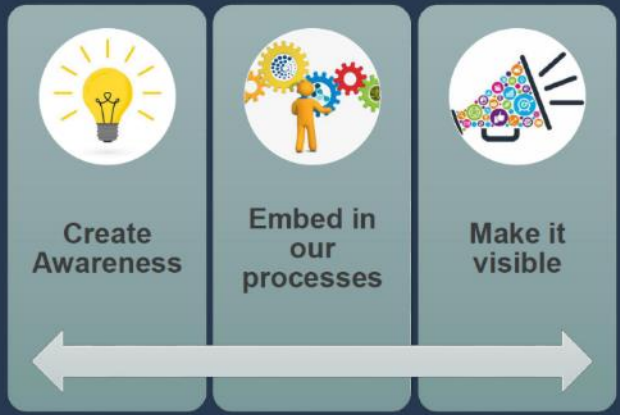 Create
Awareness
Embed in
our
processes
Make it
visible